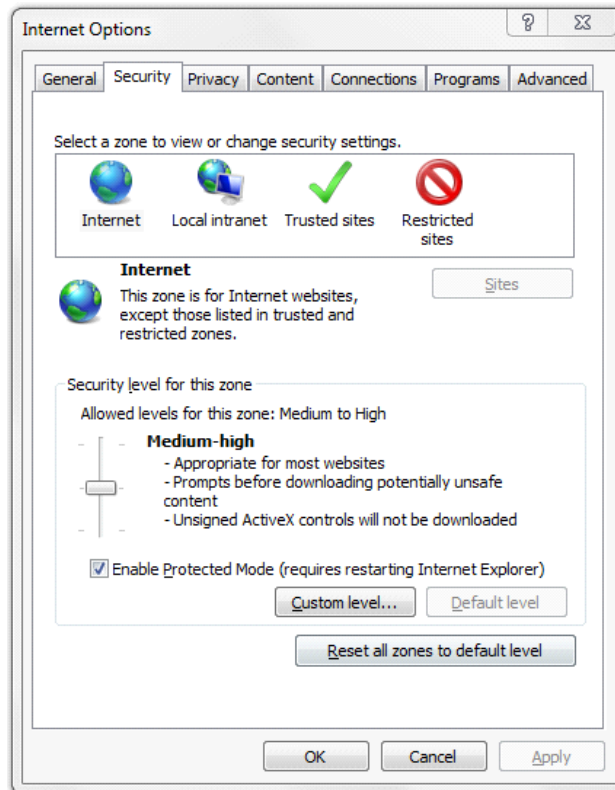 Internet Options
?
General Security Privacy Content Connections Programs Advanced
Select a zone to view or change security settings.
Internet Local intranet Trusted sites Restricted
sites
Internet
Sites
This zone is for Internet websites,
except those listed in trusted and
restricted zones.
Security level for this zone
Allowed levels for this zone: Medium to High
Medium-high
- Appropriate for most websites
- Prompts before downloading potentially unsafe
content
- Unsigned ActiveX controls will not be downloaded
Enable Protected Mode (requires restarting Internet Explorer)
Custom level... Default level
Reset all zones to default level
OK Cancel Apply